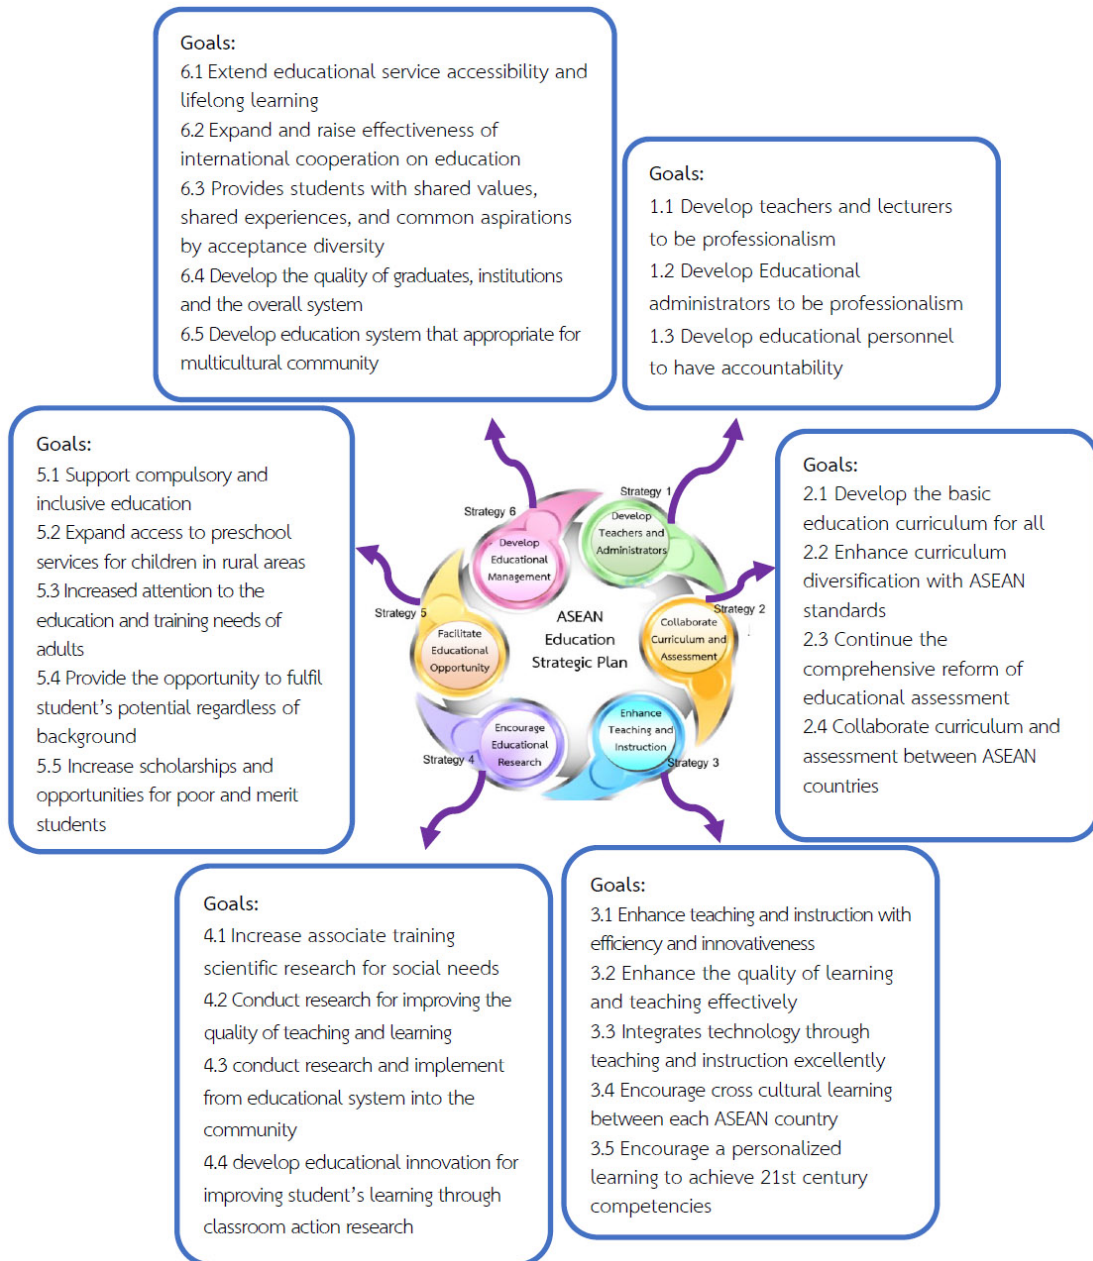 Goals:
6.1 Extend educational service accessibility and
lifelong learning
6.2 Expand and raise effectiveness of
international cooperation on education
6.3 Provides students with shared values,
shared experiences, and common aspirations
by acceptance diversity
6.4 Develop the quality of graduates, institutions
and the overall system
6.5 Develop education system that appropriate for
multicultural community
Goals:
1.1 Develop teachers and lecturers
to be professionalism
1.2 Develop Educational
administrators to be professionalism
1.3 Develop educational personnel
to have accountability
Goals:
5.1 Support compulsory and
inclusive education
5.2 Expand access to preschool
services for children in rural areas
5.3 Increased attention to the
education and training needs of
adults
5.4 Provide the opportunity to fulfil
student's potential regardless of
background
5.5 Increase scholarships and
opportunities for poor and merit
students
Strategy 6
Develop
Educational
Management
Strategy 1
Develop
Teachers and
Administrators
Strategy 5
Facilitate
Educational
Opportunity
ASEAN
Education
Strategic Plan
Strategy 2
Collaborate
Curriculum and
Assessment
Strategy 4
Encourage
Educational
Research
Enhance
Teaching and
Instruction
Strategy 3
Goals:
2.1 Develop the basic
education curriculum for all
2.2 Enhance curriculum
diversification with ASEAN
standards
2.3 Continue the
comprehensive reform of
educational assessment
2.4 Collaborate curriculum and
assessment between ASEAN
countries
Goals:
4.1 Increase associate training
scientific research for social needs
4.2 Conduct research for improving the
quality of teaching and learning
4.3 conduct research and implement
from educational system into the
community
4.4 develop educational innovation for
improving student's learning through
classroom action research
Goals:
3.1 Enhance teaching and instruction with
efficiency and innovativeness
3.2 Enhance the quality of learning
and teaching effectively
3.3 Integrates technology through
teaching and instruction excellently
3.4 Encourage cross cultural learning
between each ASEAN country
3.5 Encourage a personalized
learning to achieve 21st century
competencies